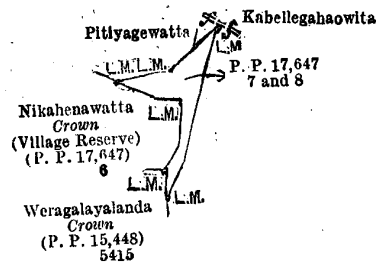 Kabellegahaowita
Pitiyagewatta
L.M
L.M. L.M.
P. P. 17,647
7 and 8
Nikahenawatta
Crown
(Village Reserve)
(P. P. 17,647)
6
L.M.
L.M.
L.M.
Weragalayalanda
Crown
(P. P. 15,448)
5415